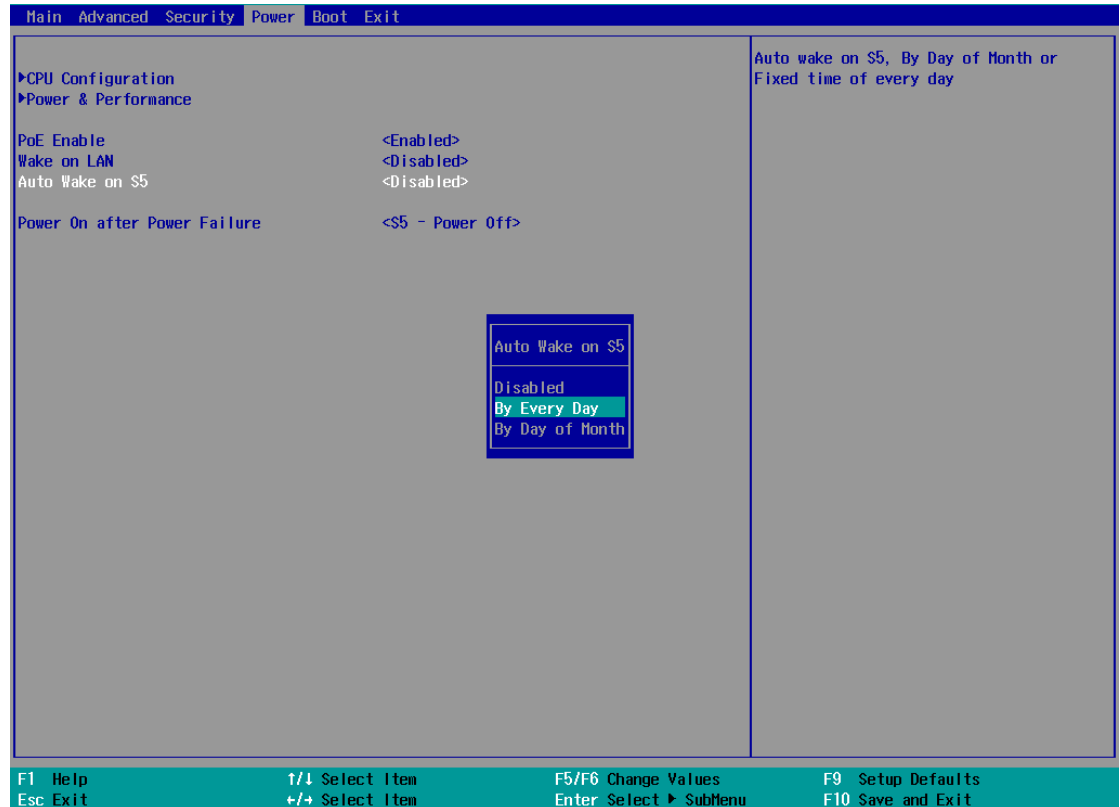 Main Advanced Security Power Boot Exit
▶CPU Configuration
▶Power & Performance
PoE Enable <Enabled>
Wake on LAN <Disabled>
Auto Wake on S5 <Disabled>
Power On after Power Failure <S5 - Power Off>
Auto wake on S5, By Day of Month or
Fixed time of every day
Auto Wake on S5
Disabled
By Every Day
By Day of Month
F1 Help ↑/↓ Select Item F5/F6 Change Values F9 Setup Defaults
Esc Exit ←/→ Select Item Enter Select ▶ SubMenu F10 Save and Exit